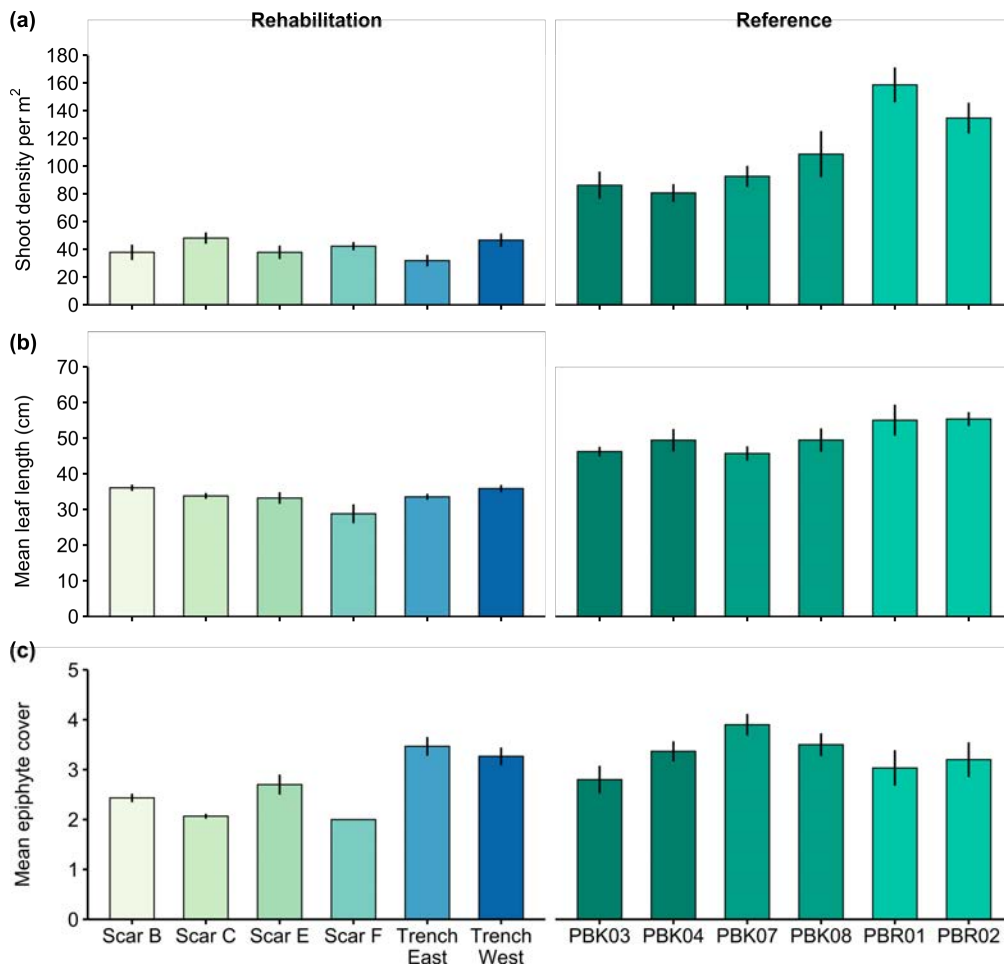 (a)
Rehabilitation
Reference
Shoot density per m²
180
160
140
120
100
80
60
40
20
0
(b)
Mean leaf length (cm)
70
60
50
40
30
20
10
0
(c)
Mean epiphyte cover
5
4
3
2
1
0
Scar B
Scar C
Scar E
Scar F
Trench
East
Trench
West
PBK03
PBK04
PBK07
PBK08
PBR01
PBR02